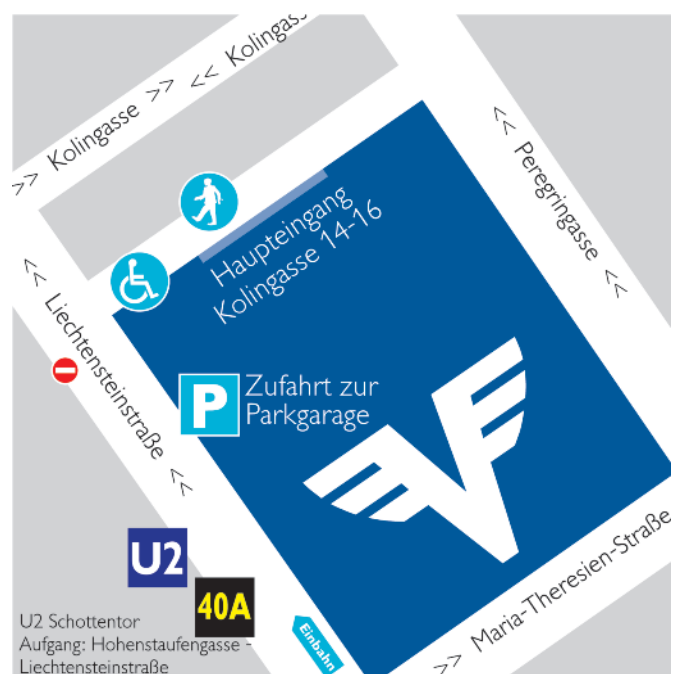 << Kolingass
>> Kolingasse >>
<< Peregringasse <<
Haupteingang
Kolingasse 14-16
<< Liechtensteinstraße <<
P
Zufahrt zur
Parkgarage
U2
40A
U2 Schottentor
Aufgang: Hohenstaufengasse -
Liechtensteinstraße
Einbahn
>> Maria-Theresien-Straße